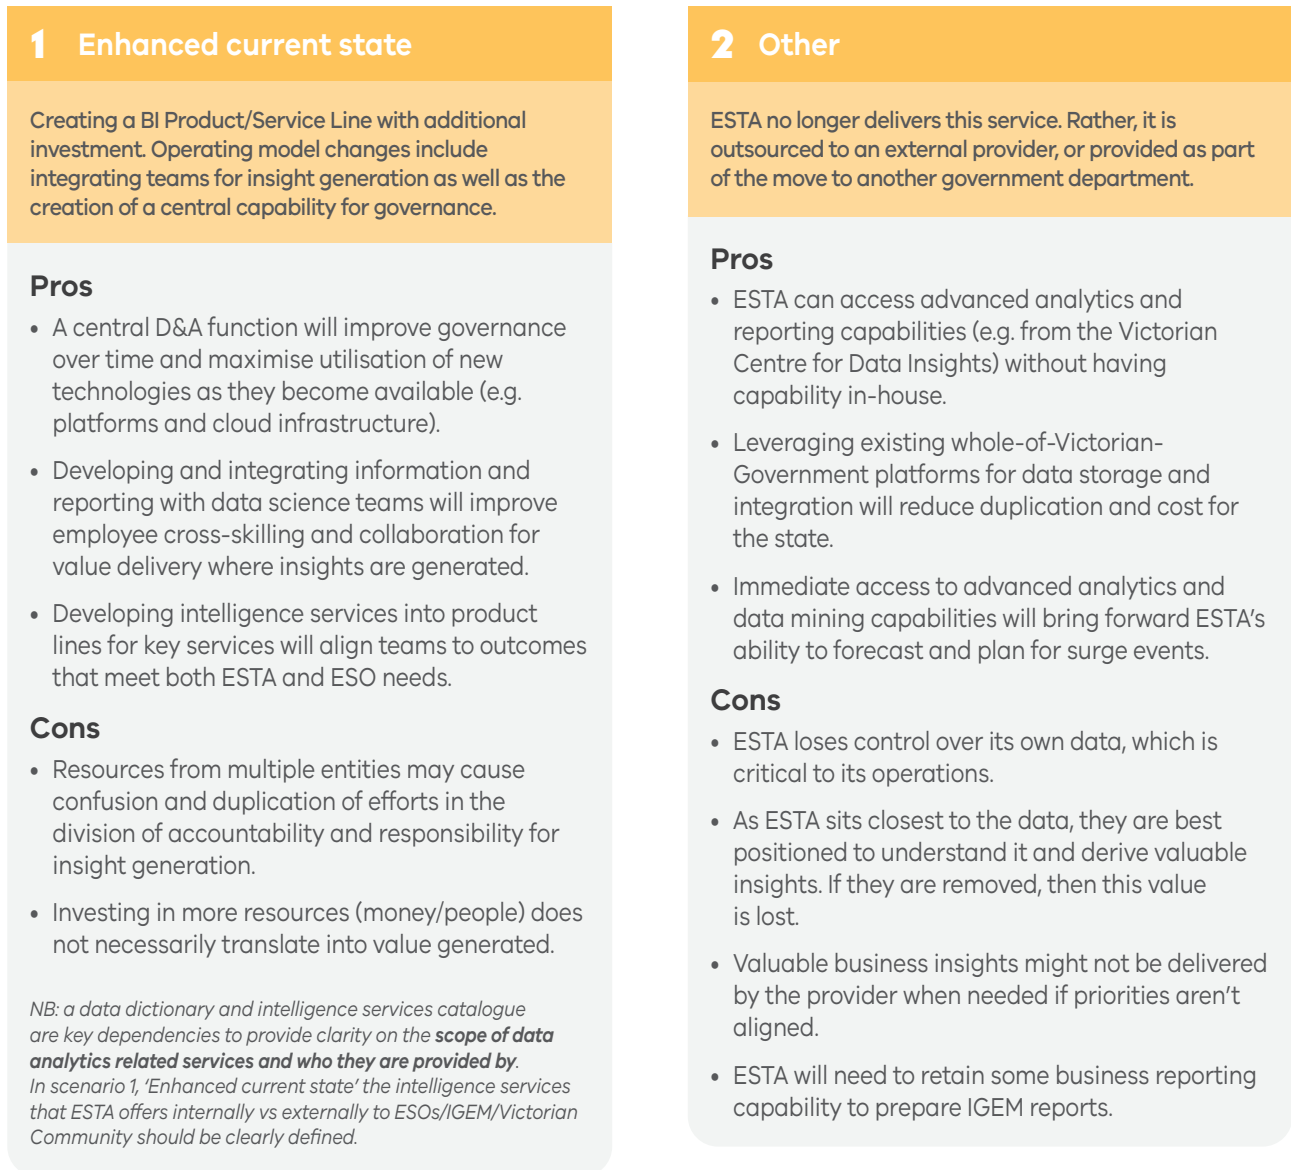 1 Enhanced current state
Creating a BI Product/Service Line with additional
investment. Operating model changes include
integrating teams for insight generation as well as the
creation of a central capability for governance.
Pros
• A central D&A function will improve governance
over time and maximise utilisation of new
technologies as they become available (e.g.
platforms and cloud infrastructure).
• Developing and integrating information and
reporting with data science teams will improve
employee cross-skilling and collaboration for
value delivery where insights are generated.
• Developing intelligence services into product
lines for key services will align teams to outcomes
that meet both ESTA and ESO needs.
Cons
• Resources from multiple entities may cause
confusion and duplication of efforts in the
division of accountability and responsibility for
insight generation.
• Investing in more resources (money/people) does
not necessarily translate into value generated.
NB: a data dictionary and intelligence services catalogue
are key dependencies to provide clarity on the scope of data
analytics related services and who they are provided by.
In scenario 1, ‘Enhanced current state’ the intelligence services
that ESTA offers internally vs externally to ESOs/IGEM/Victorian
Community should be clearly defined.
2 Other
ESTA no longer delivers this service. Rather, it is
outsourced to an external provider, or provided as part
of the move to another government department.
Pros
• ESTA can access advanced analytics and
reporting capabilities (e.g. from the Victorian
Centre for Data Insights) without having
capability in-house.
• Leveraging existing whole-of-Victorian-
Government platforms for data storage and
integration will reduce duplication and cost for
the state.
• Immediate access to advanced analytics and
data mining capabilities will bring forward ESTA’s
ability to forecast and plan for surge events.
Cons
• ESTA loses control over its own data, which is
critical to its operations.
• As ESTA sits closest to the data, they are best
positioned to understand it and derive valuable
insights. If they are removed, then this value
is lost.
• Valuable business insights might not be delivered
by the provider when needed if priorities aren’t
aligned.
• ESTA will need to retain some business reporting
capability to prepare IGEM reports.